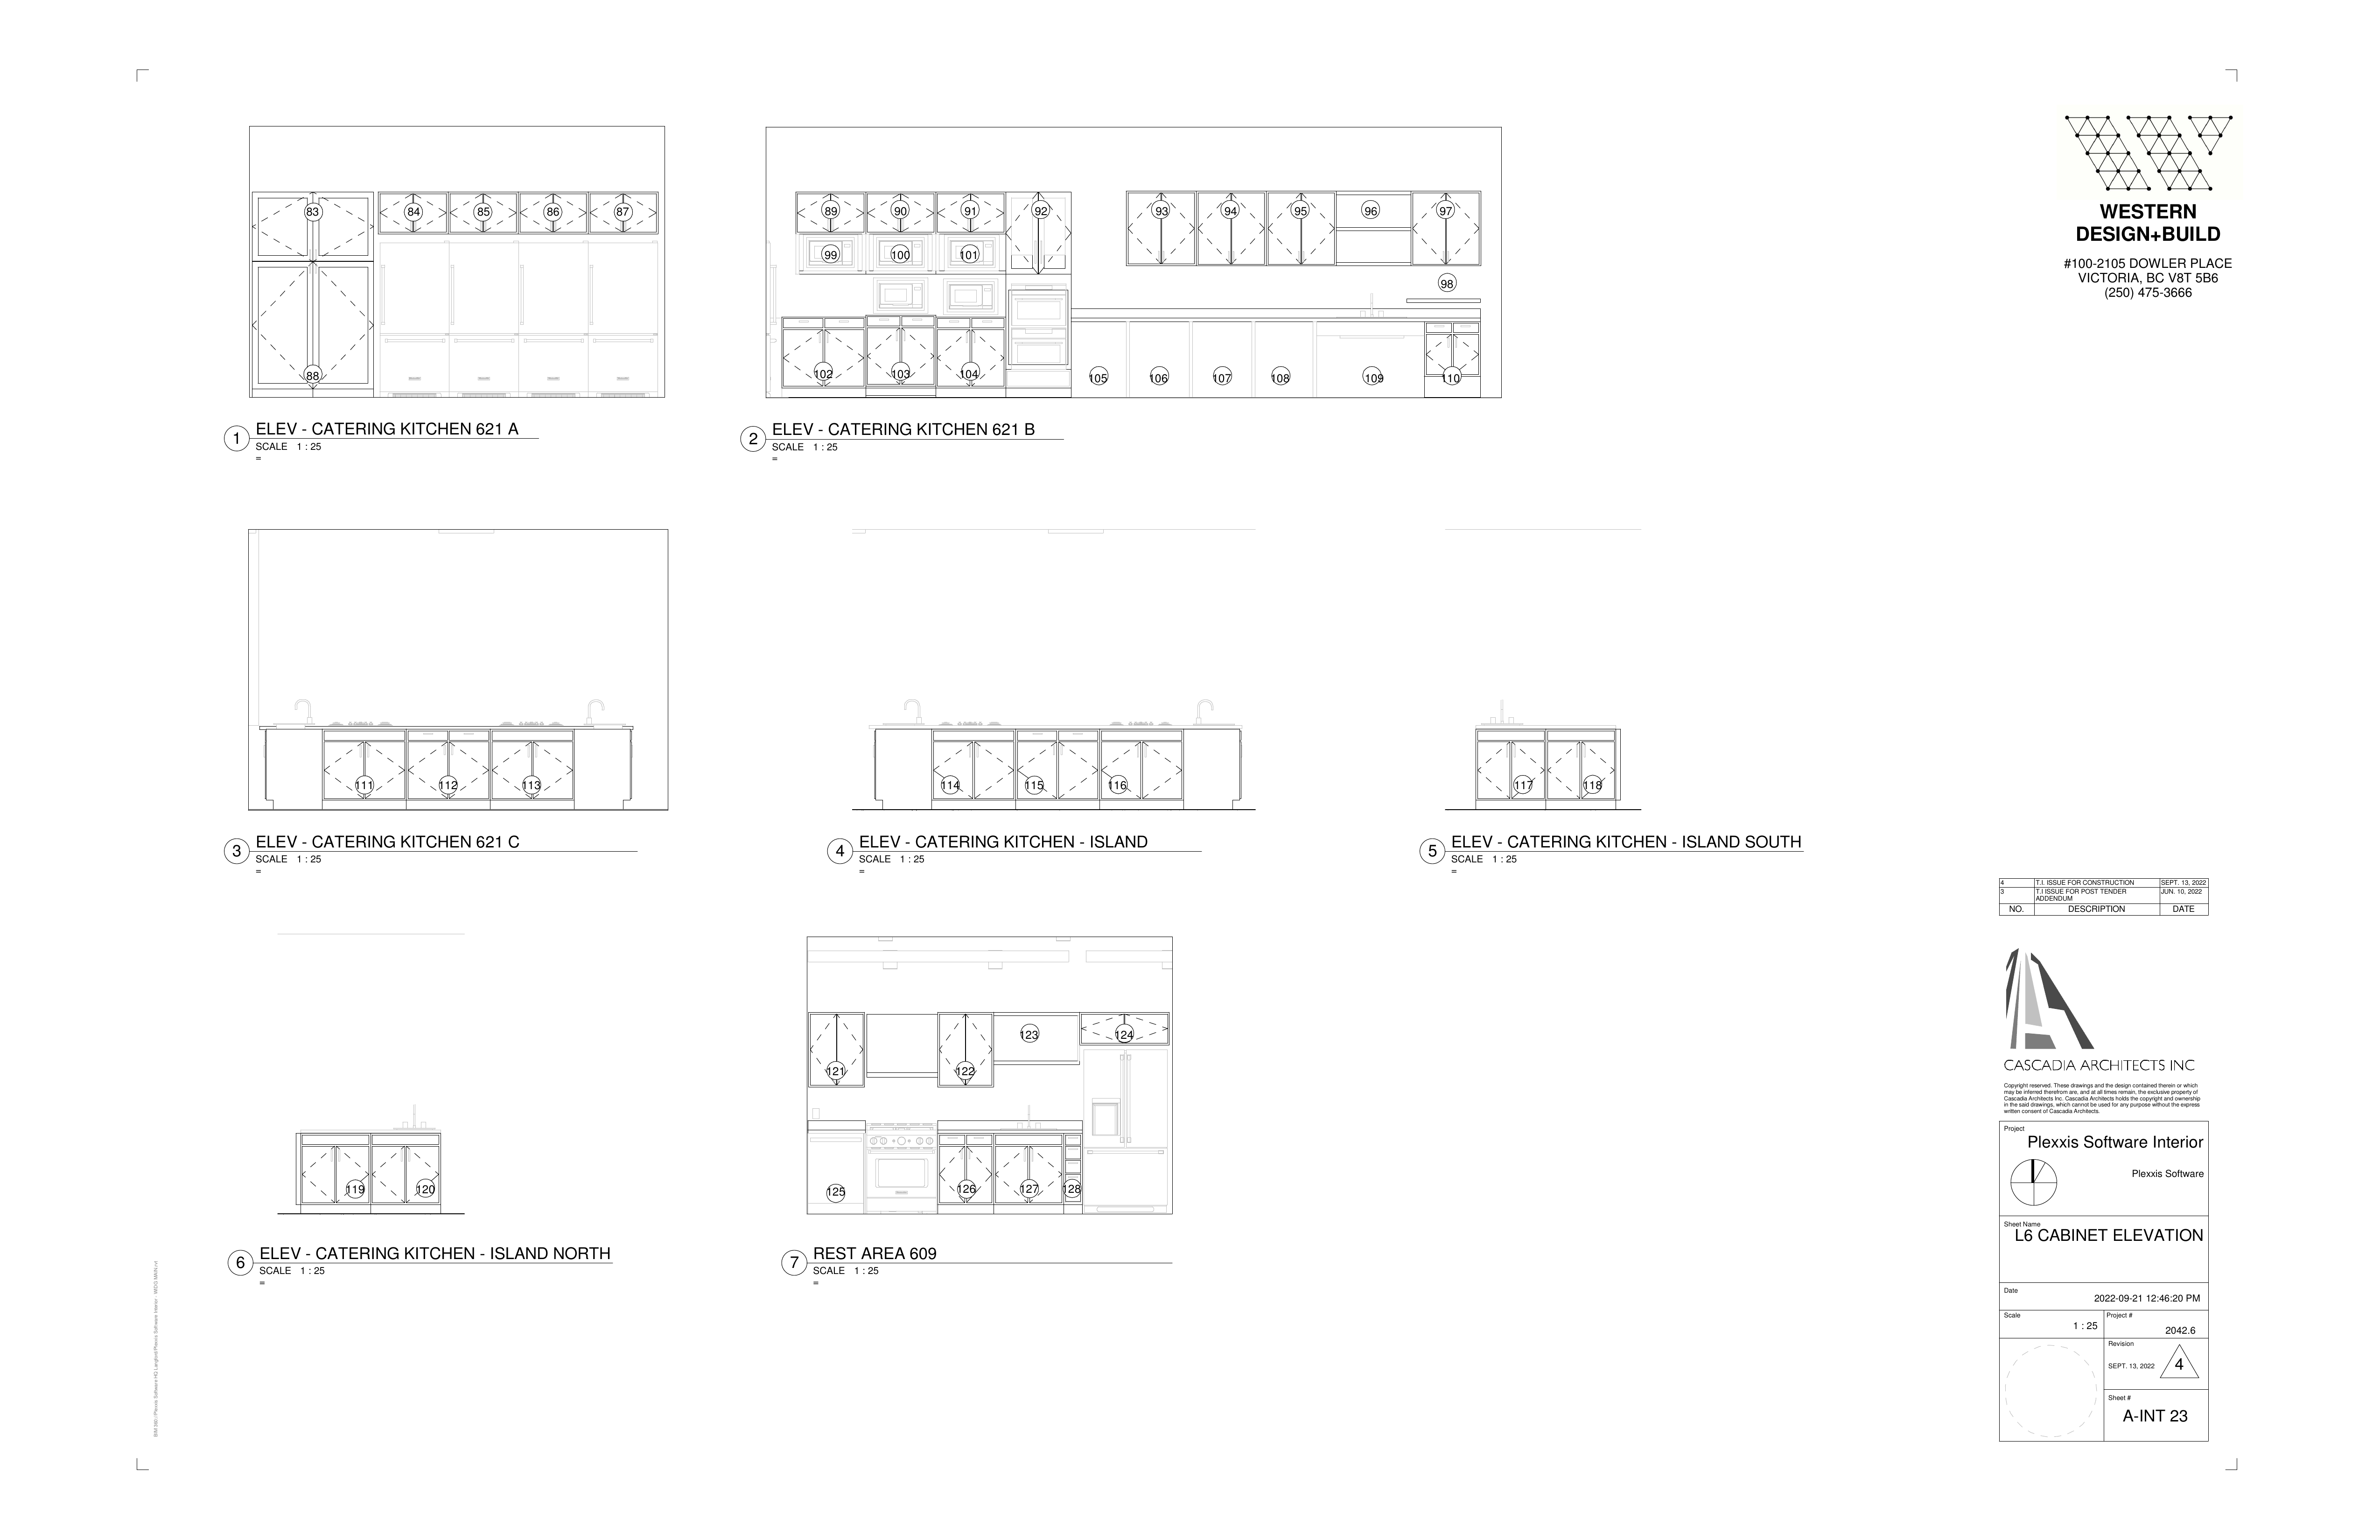 WESTERN
DESIGN+BUILD
#100-2105 DOWLER PLACE
VICTORIA, BC V8T 5B6
(250) 475-3666
83
84
85
86
87
88
1
ELEV - CATERING KITCHEN 621 A
SCALE 1 : 25
=
89
90
91
92
93
94
95
96
97
99
100
101
98
102
103
104
105
106
107
108
109
110
2
ELEV - CATERING KITCHEN 621 B
SCALE 1 : 25
=
111
112
113
3
ELEV - CATERING KITCHEN 621 C
SCALE 1 : 25
=
114
115
116
4
ELEV - CATERING KITCHEN - ISLAND
SCALE 1 : 25
=
117
118
5
ELEV - CATERING KITCHEN - ISLAND SOUTH
SCALE 1 : 25
=
119
120
6
ELEV - CATERING KITCHEN - ISLAND NORTH
SCALE 1 : 25
=
121
122
123
124
125
126
127
128
7
REST AREA 609
SCALE 1 : 25
=
4 T.I. ISSUE FOR CONSTRUCTION SEPT. 13, 2022
3 T.I ISSUE FOR POST TENDER JUN. 10, 2022
ADDENDUM
NO. DESCRIPTION DATE
CASCADIA ARCHITECTS INC
Copyright reserved. These drawings and the design contained therein or which
may be inferred therefrom are, and at all times remain, the exclusive property of
Cascadia Architects Inc. Cascadia Architects holds the copyright and ownership
in the said drawings, which cannot be used for any purpose without the express
written consent of Cascadia Architects.
Project
Plexxis Software Interior
Plexxis Software
Sheet Name
L6 CABINET ELEVATION
Date
2022-09-21 12:46:20 PM
Scale
1 : 25
Project #
2042.6
Revision
SEPT. 13, 2022
4
Sheet #
A-INT 23